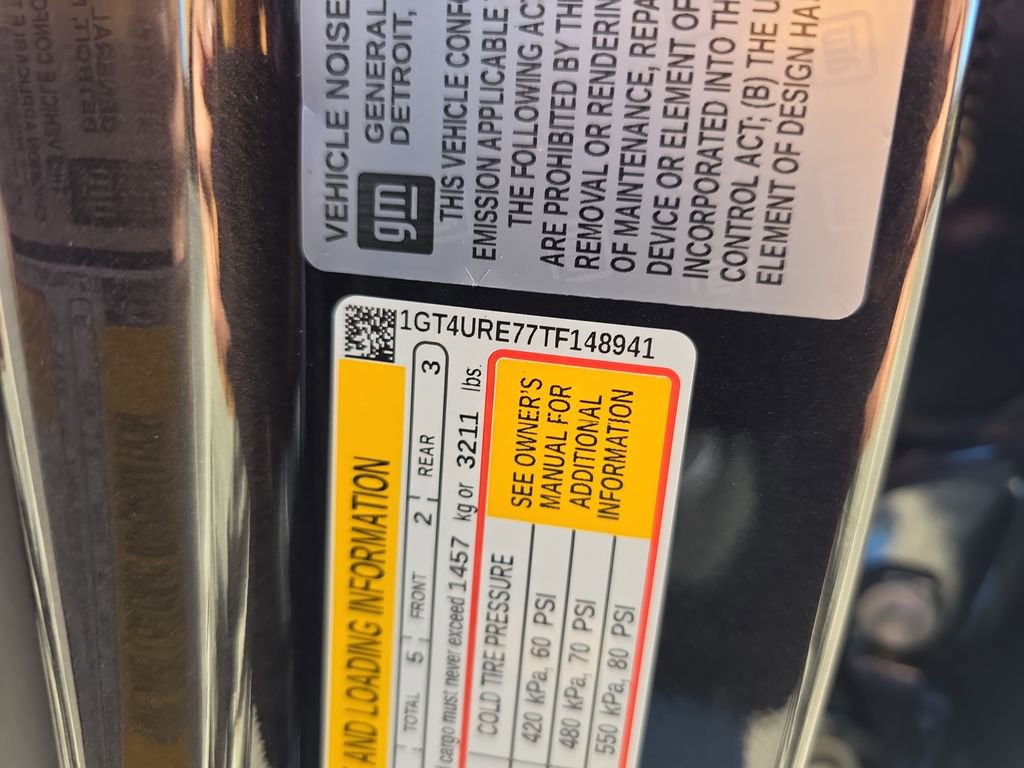 VEHICLE NOISE
gm
GENERAL
DETROIT,
THIS VEHICLE CONF
EMISSION APPLICABLE
THE FOLLOWING ACT
ARE PROHIBITED BY THE
REMOVAL OR RENDERING
OF MAINTENANCE, REPA
DEVICE OR ELEMENT OF
INCORPORATED INTO TH
CONTROL ACT; (B) THE U
ELEMENT OF DESIGN HA
1GT4URE77TF148941
AND LOADING INFORMATION
TOTAL 5 FRONT 2 REAR 3
cargo must never exceed 1457 kg or 3211 lbs.
COLD TIRE PRESSURE
420 kPa, 60 PSI
480 kPa, 70 PSI
550 kPa, 80 PSI
SEE OWNER'S
MANUAL FOR
ADDITIONAL
INFORMATION